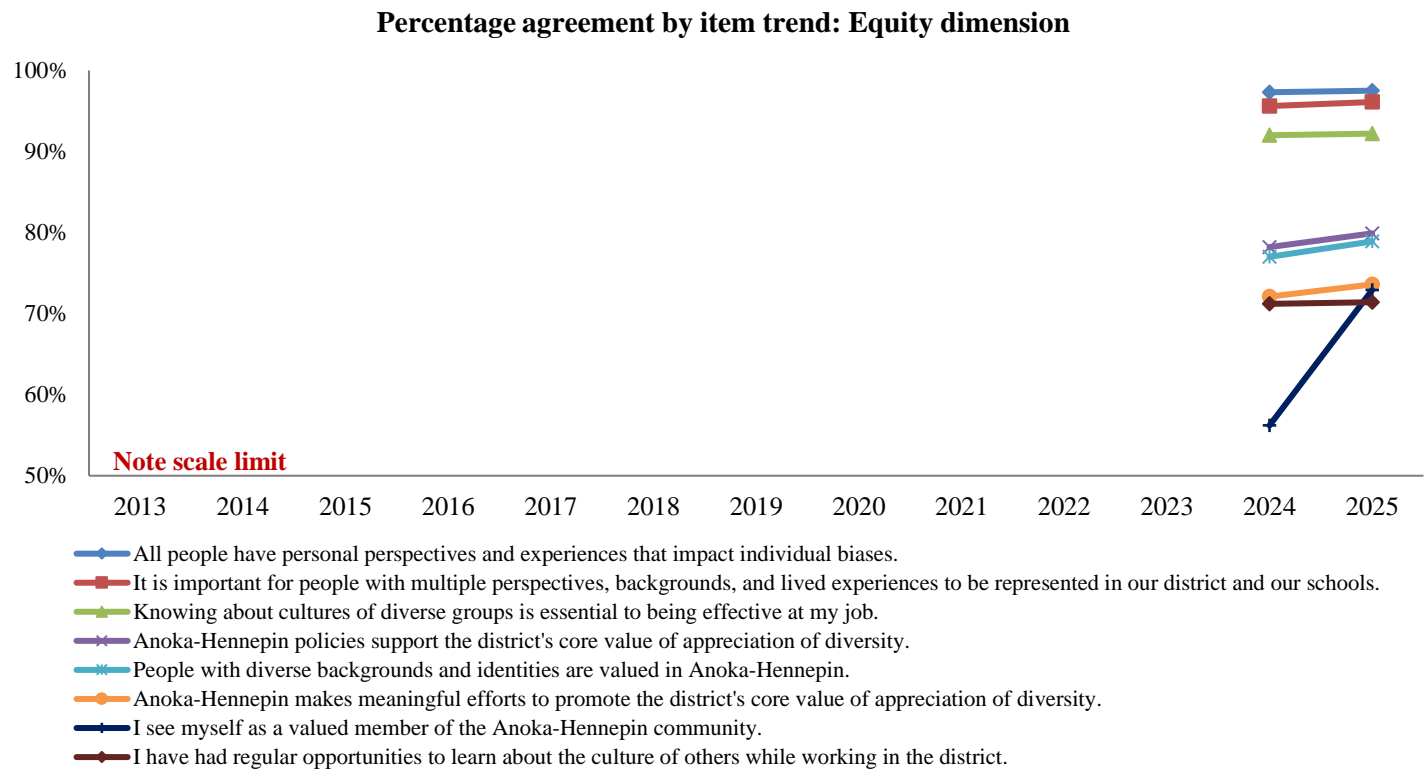 Percentage agreement by item trend: Equity dimension
100%
90%
80%
70%
60%
50%
Note scale limit
2013 2014 2015 2016 2017 2018 2019 2020 2021 2022 2023 2024 2025
All people have personal perspectives and experiences that impact individual biases.
It is important for people with multiple perspectives, backgrounds, and lived experiences to be represented in our district and our schools.
Knowing about cultures of diverse groups is essential to being effective at my job.
Anoka-Hennepin policies support the district's core value of appreciation of diversity.
People with diverse backgrounds and identities are valued in Anoka-Hennepin.
Anoka-Hennepin makes meaningful efforts to promote the district's core value of appreciation of diversity.
I see myself as a valued member of the Anoka-Hennepin community.
I have had regular opportunities to learn about the culture of others while working in the district.